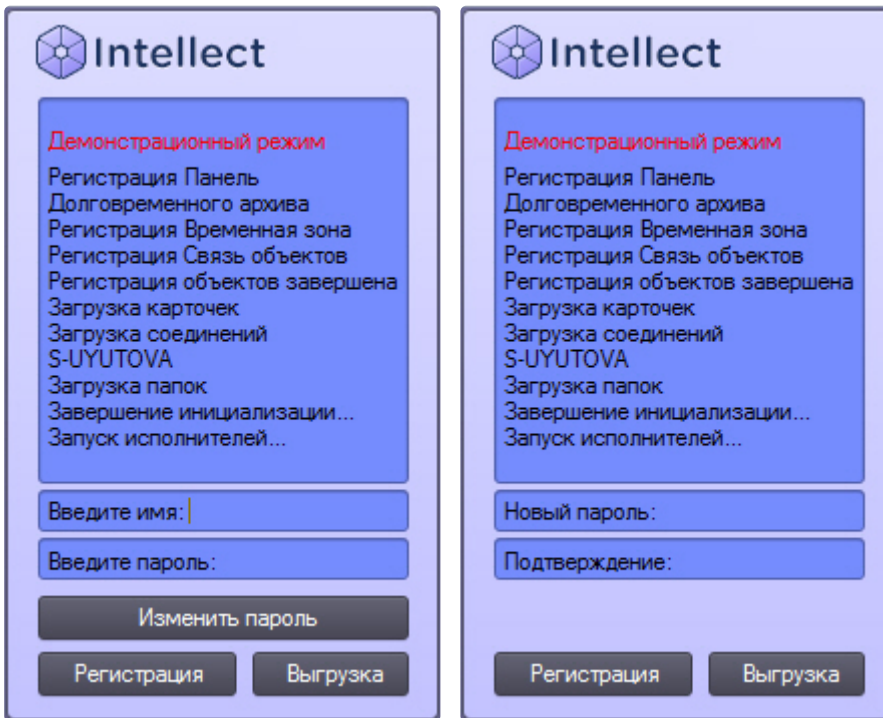 Intellect
Демонстрационный режим
Регистрация Панель
Долговременного архива
Регистрация Временная зона
Регистрация Связь объектов
Регистрация объектов завершена
Загрузка карточек
Загрузка соединений
S-UYUTOVA
Загрузка папок
Завершение инициализации...
Запуск исполнителей...
Введите имя:
Введите пароль:
Изменить пароль
Регистрация
Выгрузка
Intellect
Демонстрационный режим
Регистрация Панель
Долговременного архива
Регистрация Временная зона
Регистрация Связь объектов
Регистрация объектов завершена
Загрузка карточек
Загрузка соединений
S-UYUTOVA
Загрузка папок
Завершение инициализации...
Запуск исполнителей...
Новый пароль:
Подтверждение:
Регистрация
Выгрузка